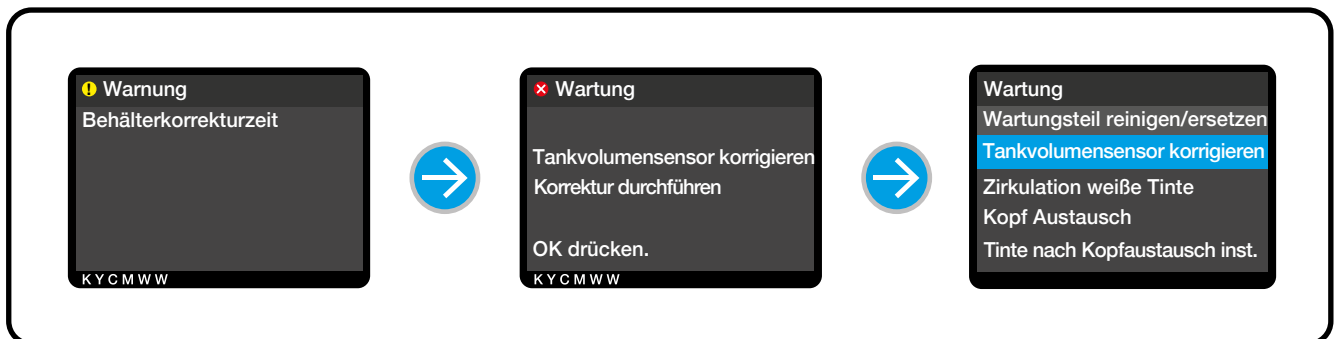 Warnung
Behälterkorrekturzeit
KYCMWW
Wartung
Tankvolumensensor korrigieren
Korrektur durchführen
OK drücken.
KYCMWW
Wartung
Wartungsteil reinigen/ersetzen
Tankvolumensensor korrigieren
Zirkulation weiße Tinte
Kopf Austausch
Tinte nach Kopfaustausch inst.